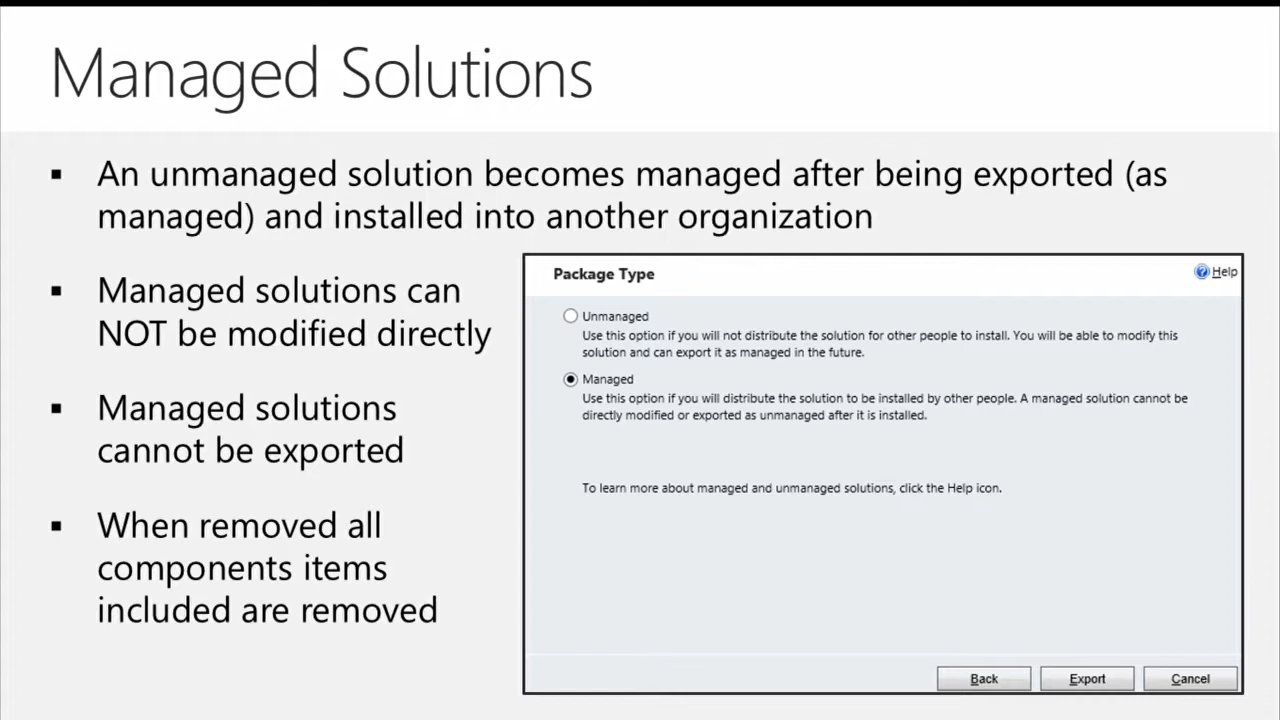 Managed Solutions
▪ An unmanaged solution becomes managed after being exported (as
managed) and installed into another organization
▪ Managed solutions can
NOT be modified directly
▪ Managed solutions
cannot be exported
▪ When removed all
components items
included are removed
Package Type
Help
Unmanaged
Use this option if you will not distribute the solution for other people to install. You will be able to modify this
solution and can export it as managed in the future.
Managed
Use this option if you will distribute the solution to be installed by other people. A managed solution cannot be
directly modified or exported as unmanaged after it is installed.
To learn more about managed and unmanaged solutions, click the Help icon.
Back
Export
Cancel